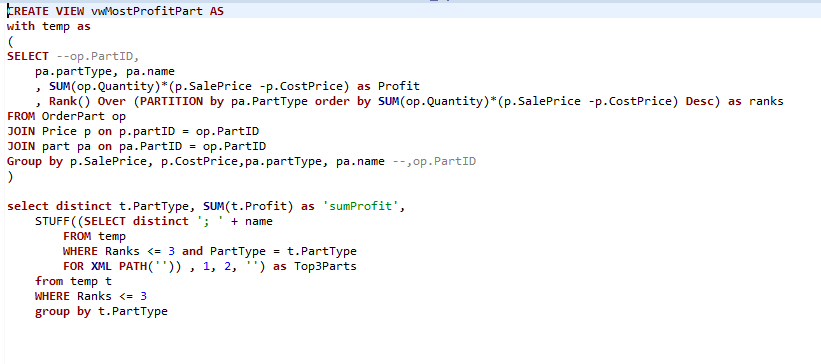 CREATE VIEW vwMostProfitPart AS
with temp as
(
SELECT --op.PartID,
    pa.partType, pa.name
    , SUM(op.Quantity)*(p.SalePrice -p.CostPrice) as Profit
    , Rank() Over (PARTITION by pa.PartType order by SUM(op.Quantity)*(p.SalePrice -p.CostPrice) Desc) as ranks
FROM OrderPart op
JOIN Price p on p.partID = op.PartID
JOIN part pa on pa.PartID = op.PartID
Group by p.SalePrice, p.CostPrice,pa.partType, pa.name --,op.PartID
)

select distinct t.PartType, SUM(t.Profit) as 'sumProfit',
    STUFF((SELECT distinct '; ' + name
        FROM temp
        WHERE Ranks <= 3 and PartType = t.PartType
        FOR XML PATH('')) , 1, 2, '') as Top3Parts
    from temp t
    WHERE Ranks <= 3
    group by t.PartType